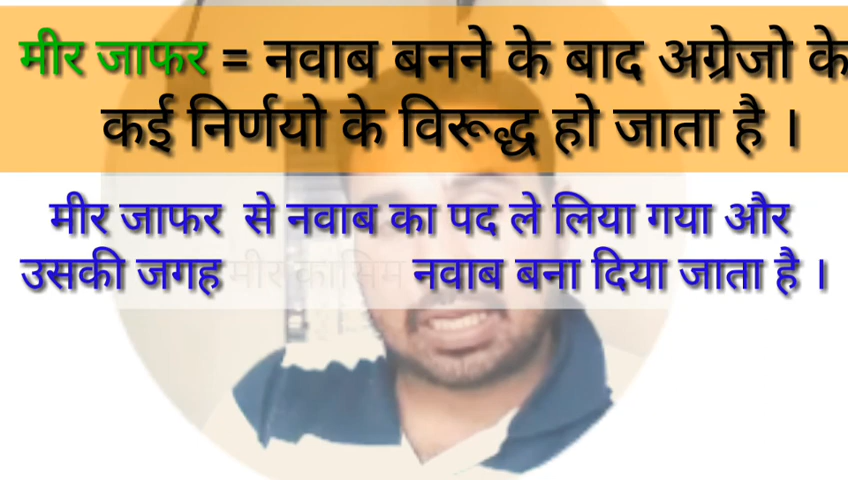 मीर जाफर = नवाब बनने के बाद अग्रेजो के
कई निर्णयो के विरूद्ध हो जाता है ।
मीर जाफर से नवाब का पद ले लिया गया और
उसकी जगह मीर कासिम नवाब बना दिया जाता है ।